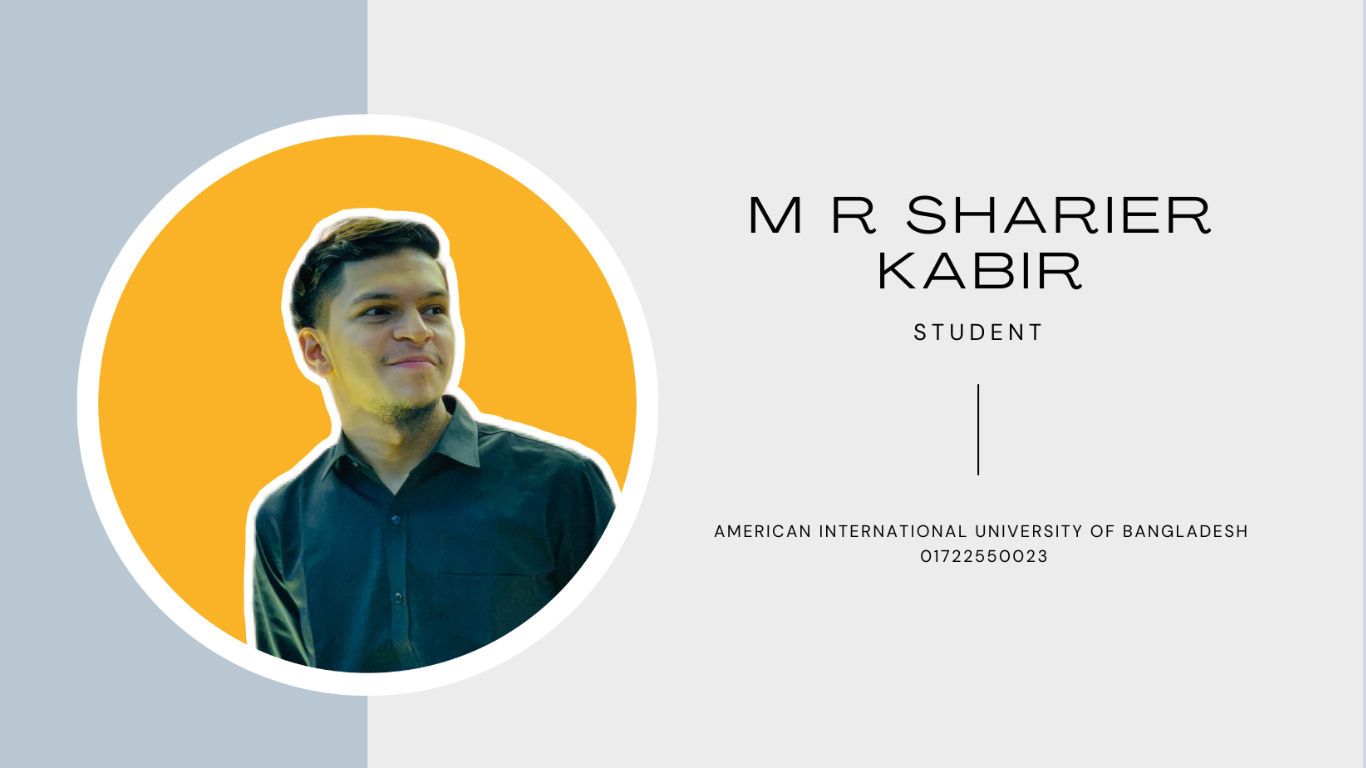 M R SHARIER
KABIR
STUDENT
AMERICAN INTERNATIONAL UNIVERSITY OF BANGLADESH
01722550023